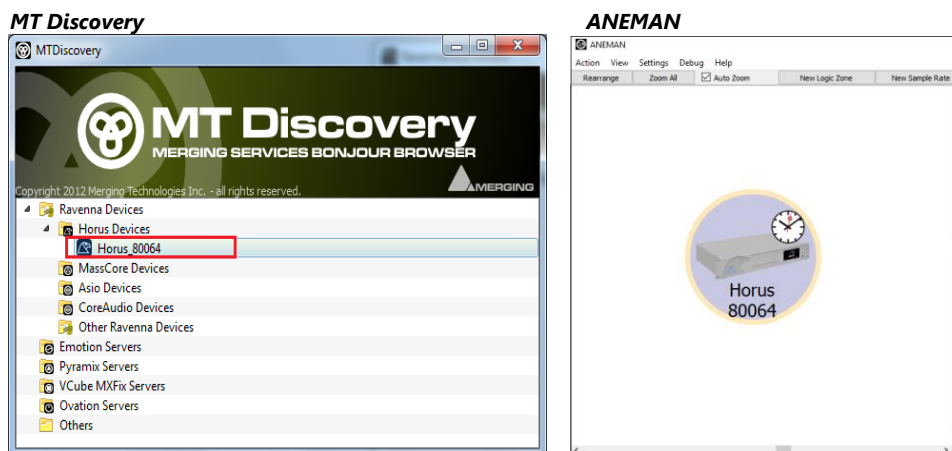 MT Discovery
MTDiscovery
MT Discovery
MERGING SERVICES BONJOUR BROWSER
Copyright 2012 Merging Technologies Inc. - all rights reserved.
MERGING
Ravenna Devices
Horus Devices
Horus_80064
MassCore Devices
Asio Devices
CoreAudio Devices
Other Ravenna Devices
Emotion Servers
Pyramix Servers
VCube MXFix Servers
Ovation Servers
Others
ANEMAN
ANEMAN
Action View Settings Debug Help
Rearrange Zoom All Auto Zoom New Logic Zone New Sample Rate
Horus
80064